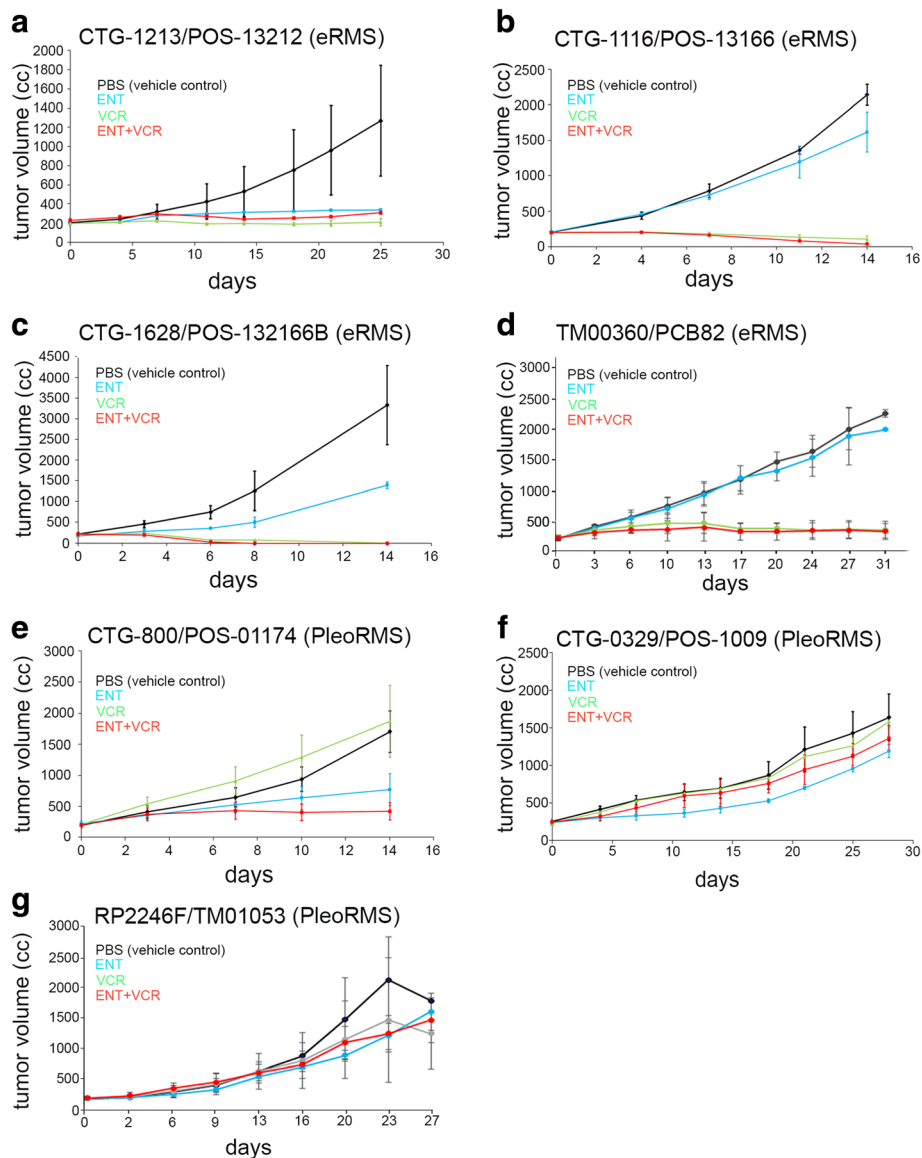 a
CTG-1213/POS-13212 (eRMS)
tumor volume (cc)
2000
1800
1600
1400
1200
1000
800
600
400
200
0
PBS (vehicle control)
ENT
VCR
ENT+VCR
0 5 10 15 20 25 30
days
b
CTG-1116/POS-13166 (eRMS)
tumor volume (cc)
2500
2000
1500
1000
500
0
PBS (vehicle control)
ENT
VCR
ENT+VCR
0 2 4 6 8 10 12 14 16
days
c
CTG-1628/POS-132166B (eRMS)
tumor volume (cc)
4500
4000
3500
3000
2500
2000
1500
1000
500
0
PBS (vehicle control)
ENT
VCR
ENT+VCR
0 2 4 6 8 10 12 14 16
days
d
TM00360/PCB82 (eRMS)
tumor volume (cc)
3000
2500
2000
1500
1000
500
0
PBS (vehicle control)
ENT
VCR
ENT+VCR
0 3 6 10 13 17 20 24 27 31
days
e
CTG-800/POS-01174 (PleoRMS)
tumor volume (cc)
3000
2500
2000
1500
1000
500
0
PBS (vehicle control)
ENT
VCR
ENT+VCR
0 2 4 6 8 10 12 14 16
days
f
CTG-0329/POS-1009 (PleoRMS)
tumor volume (cc)
2500
2000
1500
1000
500
0
PBS (vehicle control)
ENT
VCR
ENT+VCR
0 5 10 15 20 25 30
days
g
RP2246F/TM01053 (PleoRMS)
tumor volume (cc)
3000
2500
2000
1500
1000
500
0
PBS (vehicle control)
ENT
VCR
ENT+VCR
0 2 6 9 13 16 20 23 27
days